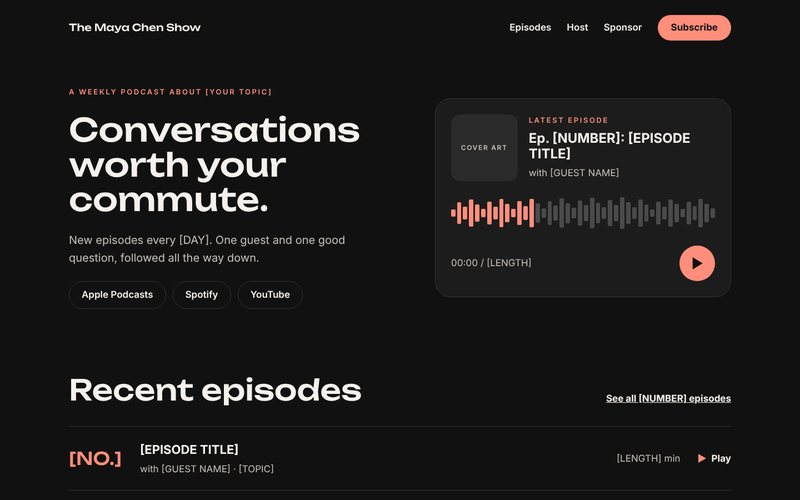 The Maya Chen Show
Episodes
Host
Sponsor
Subscribe
A WEEKLY PODCAST ABOUT [YOUR TOPIC]
Conversations
worth your
commute.
New episodes every [DAY]. One guest and one good
question, followed all the way down.
Apple Podcasts
Spotify
YouTube
COVER ART
LATEST EPISODE
Ep. [NUMBER]: [EPISODE
TITLE]
with [GUEST NAME]
00:00 / [LENGTH]
Recent episodes
See all [NUMBER] episodes
[NO.]
[EPISODE TITLE]
with [GUEST NAME] · [TOPIC]
[LENGTH] min
Play